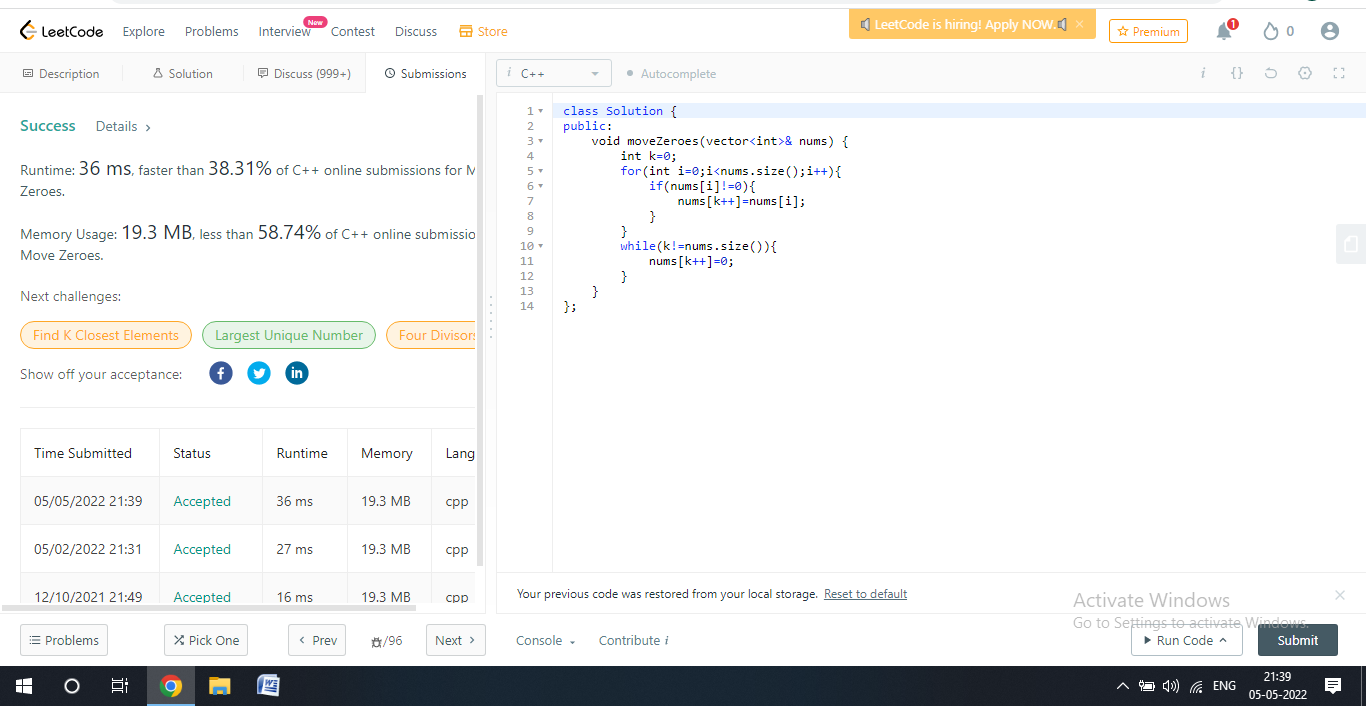 LeetCode Explore Problems Interview New Contest Discuss Store LeetCode is hiring! Apply NOW. × Premium 1 0
Description Solution Discuss (999+) Submissions i C++ Autocomplete i {}
Success Details >
Runtime: 36 ms, faster than 38.31% of C++ online submissions for M
Zeroes.
Memory Usage: 19.3 MB, less than 58.74% of C++ online submissio
Move Zeroes.
Next challenges:
Find K Closest Elements Largest Unique Number Four Divisors
Show off your acceptance: f in
Time Submitted Status Runtime Memory Lang
05/05/2022 21:39 Accepted 36 ms 19.3 MB cpp
05/02/2022 21:31 Accepted 27 ms 19.3 MB cpp
12/10/2021 21:49 Accepted 16 ms 19.3 MB cpp
1 class Solution {
2 public:
3 void moveZeroes(vector<int>& nums) {
4 int k=0;
5 for(int i=0;i<nums.size();i++){
6 if(nums[i]!=0){
7 nums[k++]=nums[i];
8 }
9 }
10 while(k!=nums.size()){
11 nums[k++]=0;
12 }
13 }
14 };
Your previous code was restored from your local storage. Reset to default
Activate Windows
Go to Settings to activate Windows.
Problems Pick One < Prev /96 Next > Console Contribute i Run Code Submit
W ENG 21:39
05-05-2022